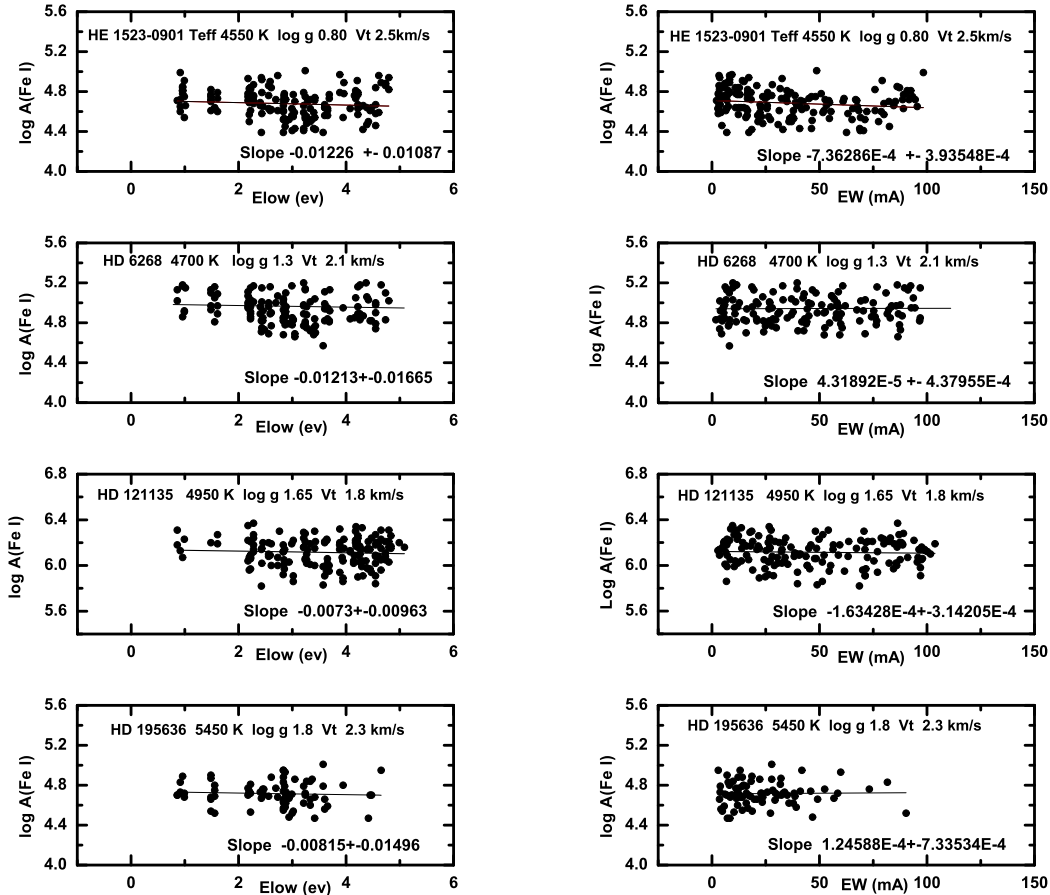 HE 1523-0901 Teff 4550 K log g 0.80 Vt 2.5km/s
log A(Fe I)
5.6
5.2
4.8
4.4
4.0
Slope -0.01226 +- 0.01087
0 2 4 6
Elow (ev)
HE 1523-0901 Teff 4550 K log g 0.80 Vt 2.5km/s
log A(Fe I)
5.6
5.2
4.8
4.4
4.0
Slope -7.36286E-4 +- 3.93548E-4
0 50 100 150
EW (mA)
HD 6268 4700 K log g 1.3 Vt 2.1 km/s
log A(Fe I)
5.6
5.2
4.8
4.4
4.0
Slope -0.01213+-0.01665
0 2 4 6
Elow (ev)
HD 6268 4700 K log g 1.3 Vt 2.1 km/s
log A(Fe I)
5.6
5.2
4.8
4.4
4.0
Slope 4.31892E-5 +- 4.37955E-4
0 50 100 150
EW (mA)
HD 121135 4950 K log g 1.65 Vt 1.8 km/s
log A(Fe I)
6.8
6.4
6.0
5.6
Slope -0.0073+-0.00963
0 2 4 6
Elow (ev)
HD 121135 4950 K log g 1.65 Vt 1.8 km/s
Log A(Fe I)
6.8
6.4
6.0
5.6
Slope -1.63428E-4+-3.14205E-4
0 50 100 150
EW (mA)
HD 195636 5450 K log g 1.8 Vt 2.3 km/s
log A(Fe I)
5.6
5.2
4.8
4.4
4.0
Slope -0.00815+-0.01496
0 2 4 6
Elow (ev)
HD 195636 5450 K log g 1.8 Vt 2.3 km/s
log A(Fe I)
5.6
5.2
4.8
4.4
4.0
Slope 1.24588E-4+-7.33534E-4
0 50 100 150
EW (mA)